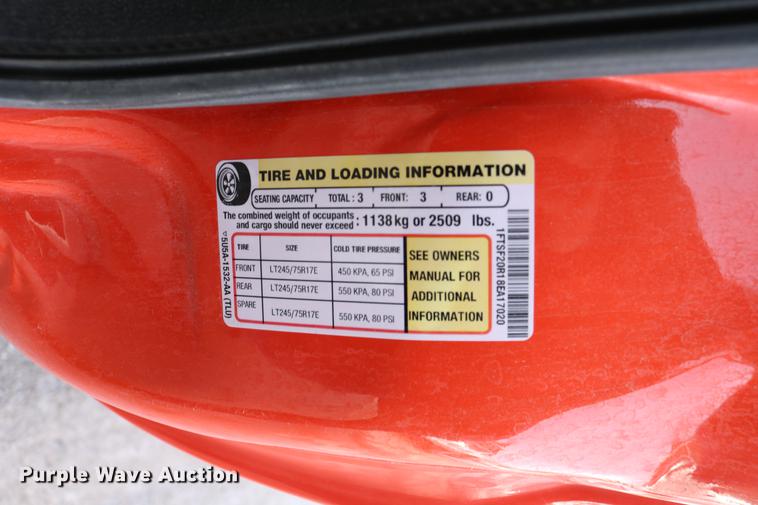 TIRE AND LOADING INFORMATION
SEATING CAPACITY TOTAL : 3 FRONT: 3 REAR: 0
The combined weight of occupants
and cargo should never exceed : 1138 kg or 2509 lbs.
TIRE SIZE COLD TIRE PRESSURE
FRONT LT245/75R17E 450 KPA, 65 PSI
REAR LT245/75R17E 550 KPA, 80 PSI
SPARE LT245/75R17E 550 KPA, 80 PSI
SEE OWNERS
MANUAL FOR
ADDITIONAL
INFORMATION
5U5A-1532-AA (TLU)
1FTSF20R18EA17020
Purple Wave Auction